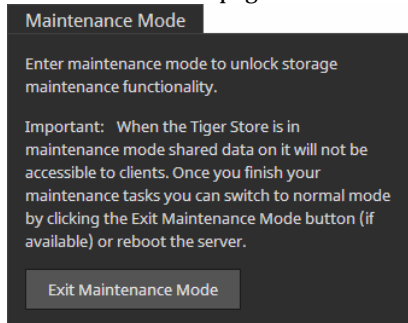 Maintenance Mode
Enter maintenance mode to unlock storage
maintenance functionality.
Important: When the Tiger Store is in
maintenance mode shared data on it will not be
accessible to clients. Once you finish your
maintenance tasks you can switch to normal mode
by clicking the Exit Maintenance Mode button (if
available) or reboot the server.
Exit Maintenance Mode